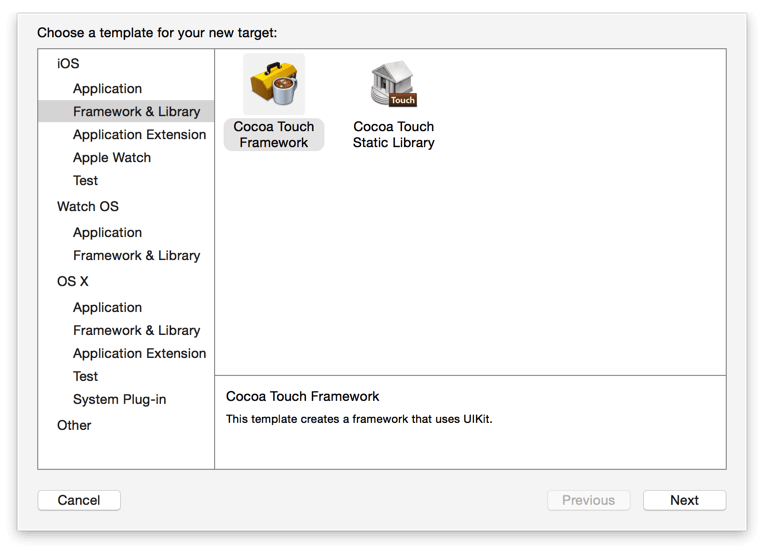 Choose a template for your new target:
iOS
Application
Framework & Library
Application Extension
Apple Watch
Test
Watch OS
Application
Framework & Library
OS X
Application
Framework & Library
Application Extension
Test
System Plug-in
Other
Cocoa Touch
Framework
Touch
Cocoa Touch
Static Library
Cocoa Touch Framework
This template creates a framework that uses UIKit.
Cancel
Previous
Next